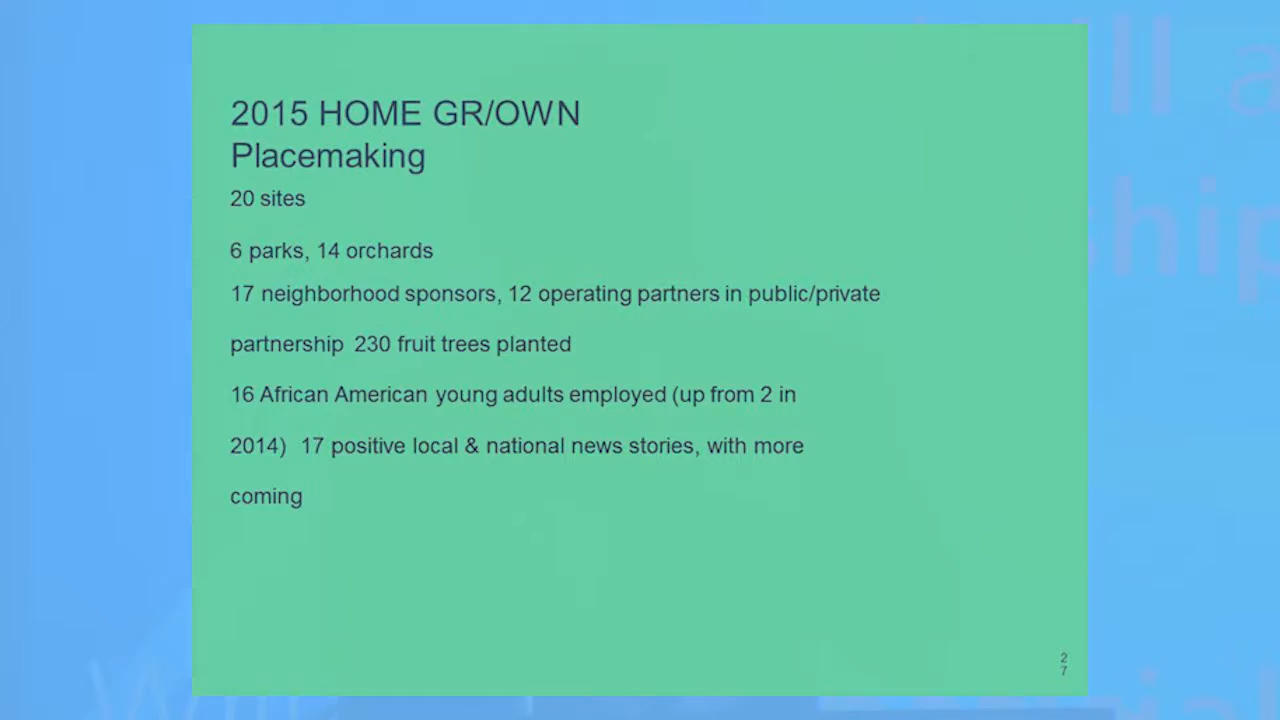 ll a
ship
2015 HOME GR/OWN
Placemaking
20 sites
6 parks, 14 orchards
17 neighborhood sponsors, 12 operating partners in public/private
partnership 230 fruit trees planted
16 African American young adults employed (up from 2 in
2014) 17 positive local & national news stories, with more
coming
2
7